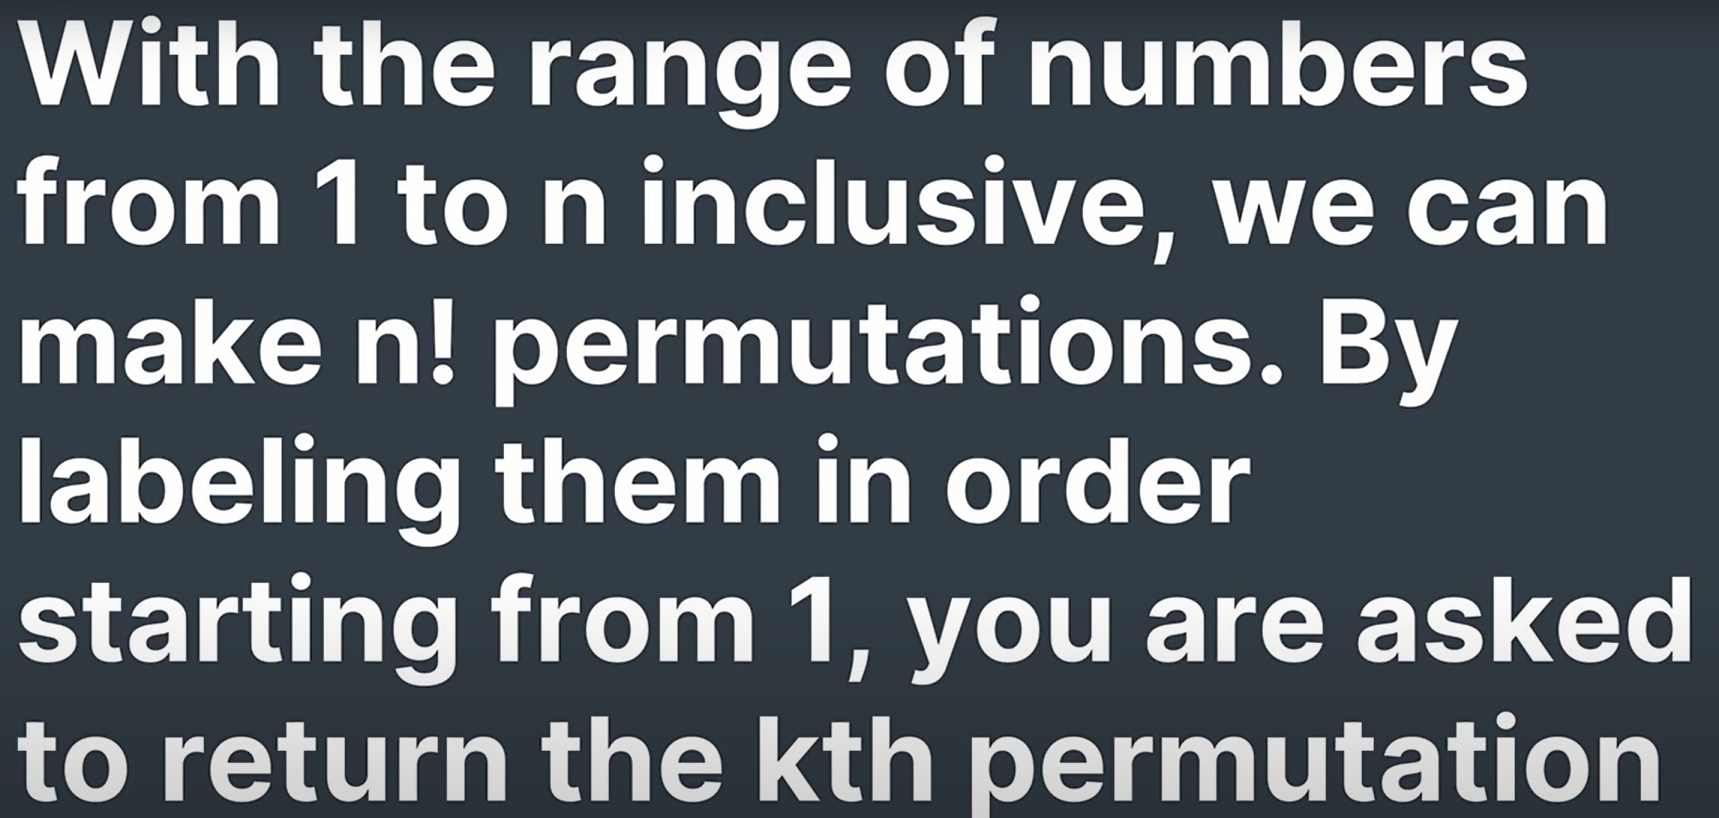 With the range of numbers
from 1 to n inclusive, we can
make n! permutations. By
labeling them in order
starting from 1, you are asked
to return the kth permutation